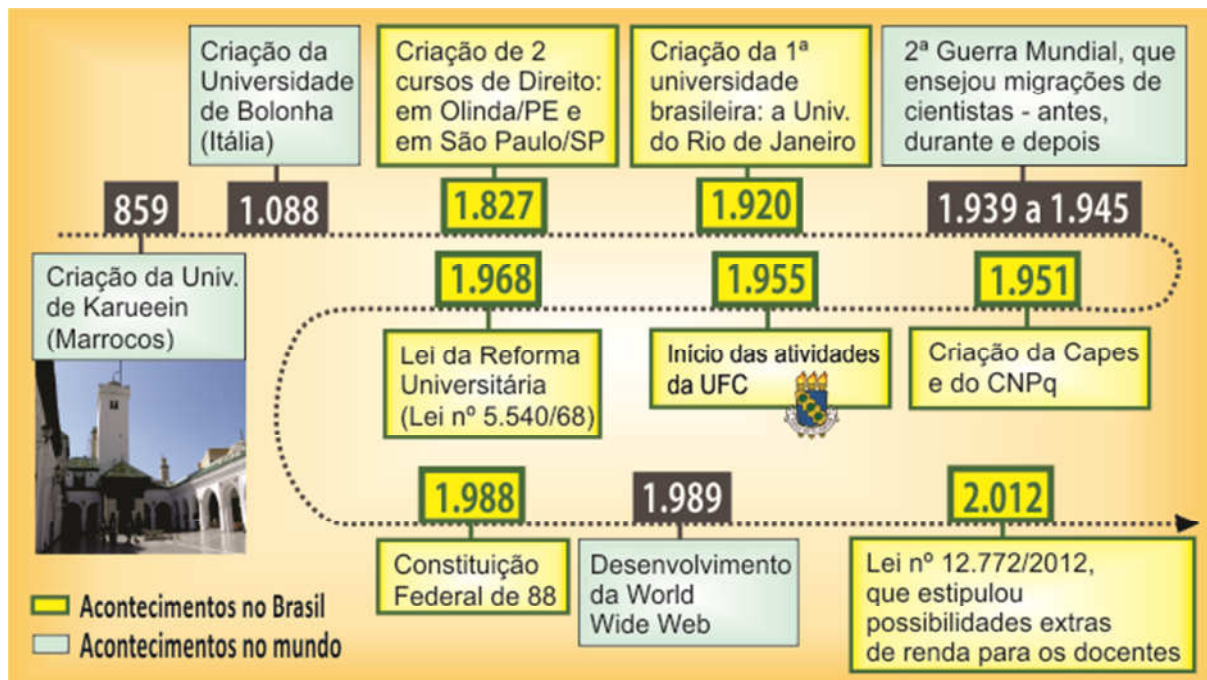 Criação da
Universidade
de Bolonha
(Itália)
Criação de 2
cursos de Direito:
em Olinda/PE e
em São Paulo/SP
Criação da 1ª
universidade
brasileira: a Univ.
do Rio de Janeiro
2ª Guerra Mundial, que
ensejou migrações de
cientistas - antes,
durante e depois
859
1.088
1.827
1.920
1.939 a 1.945
Criação da Univ.
de Karueein
(Marrocos)
1.968
1.955
1.951
Lei da Reforma
Universitária
(Lei nº 5.540/68)
Início das atividades
da UFC
Criação da Capes
e do CNPq
1.988
1.989
2.012
Constituição
Federal de 88
Desenvolvimento
da World
Wide Web
Lei nº 12.772/2012,
que estipulou
possibilidades extras
de renda para os docentes
Acontecimentos no Brasil
Acontecimentos no mundo